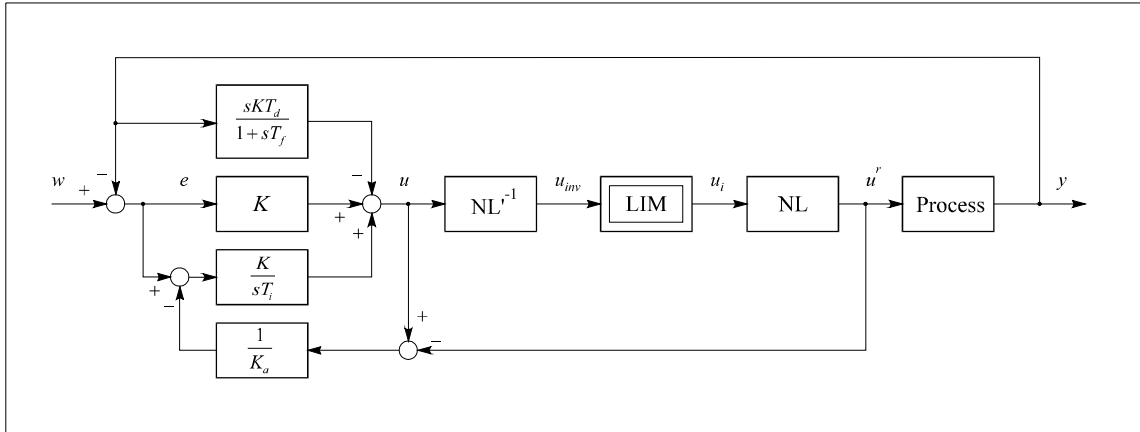 sKT_d
1+sT_f
w + −
e
K
− + +
u
NL'^{-1}
u_{inv}
LIM
u_i
NL
u^r
Process
y
+ −
K
sT_i
+ −
1
K_a